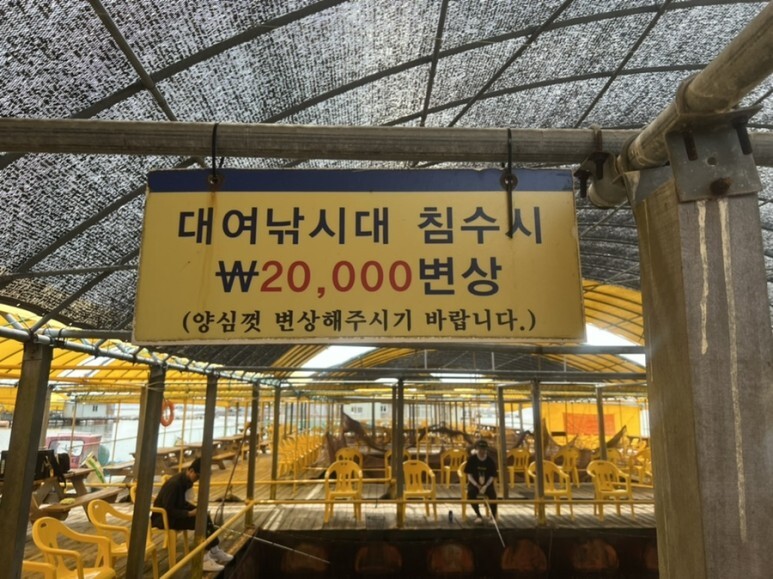 대여낚시대 침수시
₩20,000변상
(양심껏 변상해주시기 바랍니다.)